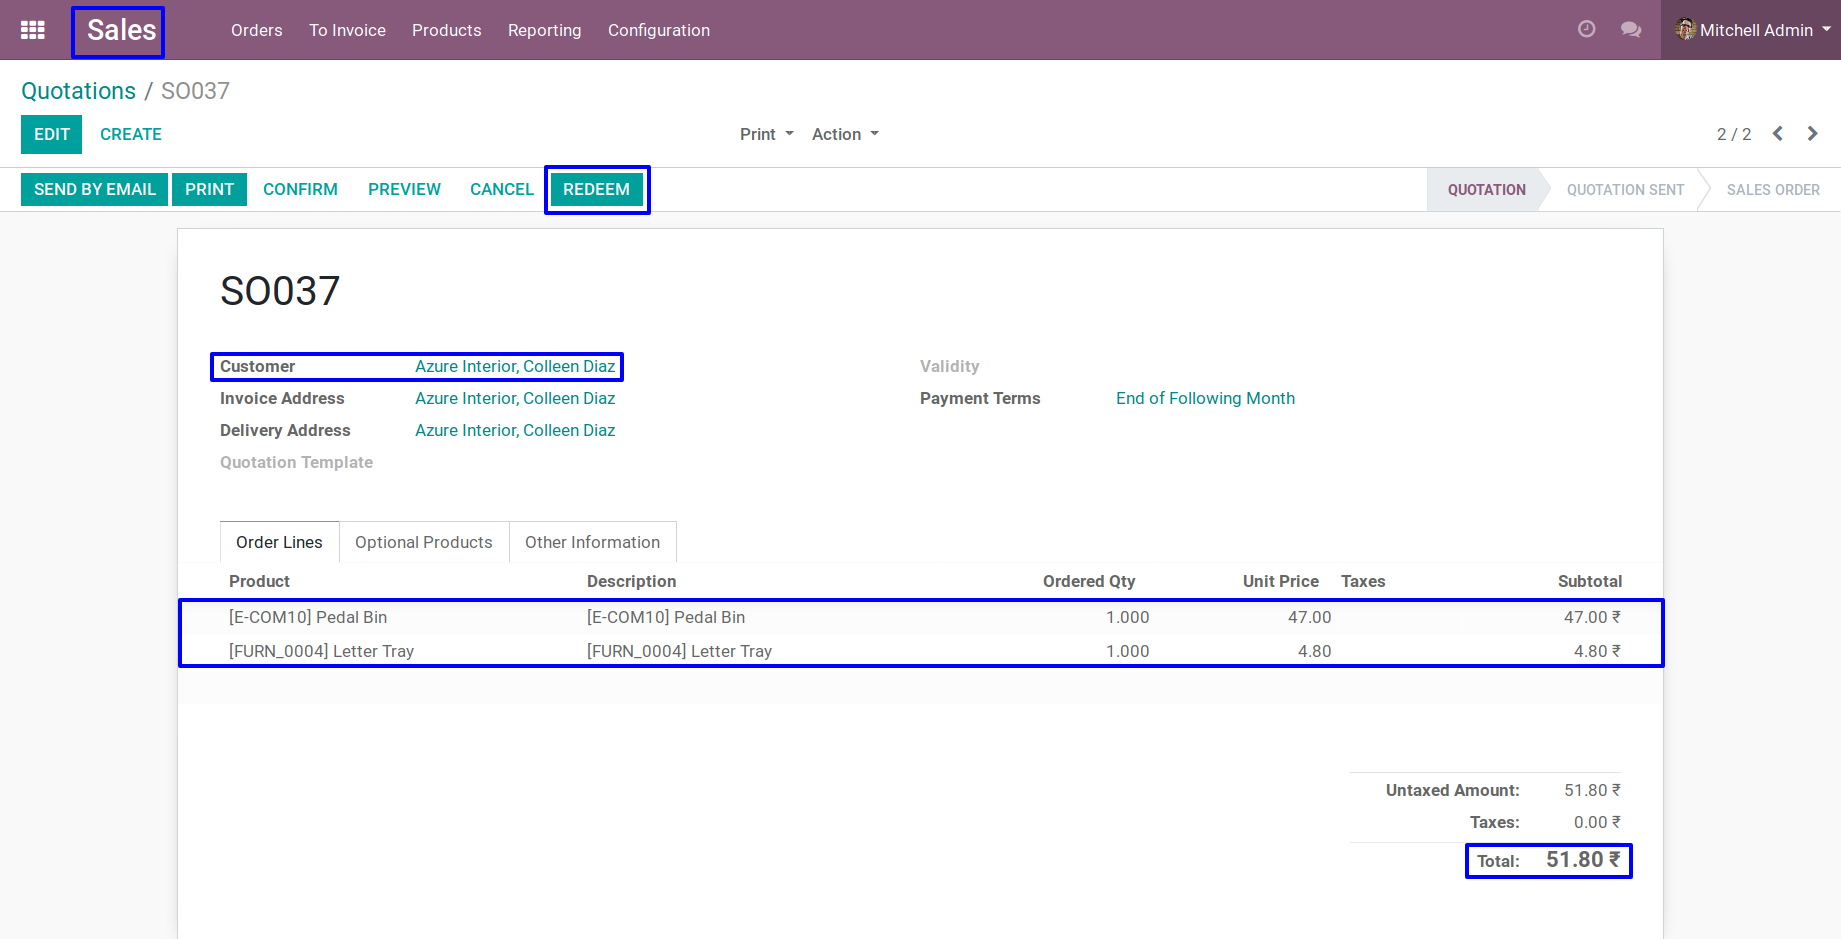 Sales Orders To Invoice Products Reporting Configuration Mitchell Admin
Quotations / SO037
EDIT CREATE Print Action 2 / 2
SEND BY EMAIL PRINT CONFIRM PREVIEW CANCEL REDEEM QUOTATION QUOTATION SENT SALES ORDER
SO037
Customer Azure Interior, Colleen Diaz Validity
Invoice Address Azure Interior, Colleen Diaz Payment Terms End of Following Month
Delivery Address Azure Interior, Colleen Diaz
Quotation Template
Order Lines Optional Products Other Information
Product Description Ordered Qty Unit Price Taxes Subtotal
[E-COM10] Pedal Bin [E-COM10] Pedal Bin 1.000 47.00 47.00 ₹
[FURN_0004] Letter Tray [FURN_0004] Letter Tray 1.000 4.80 4.80 ₹
Untaxed Amount: 51.80 ₹
Taxes: 0.00 ₹
Total: 51.80 ₹